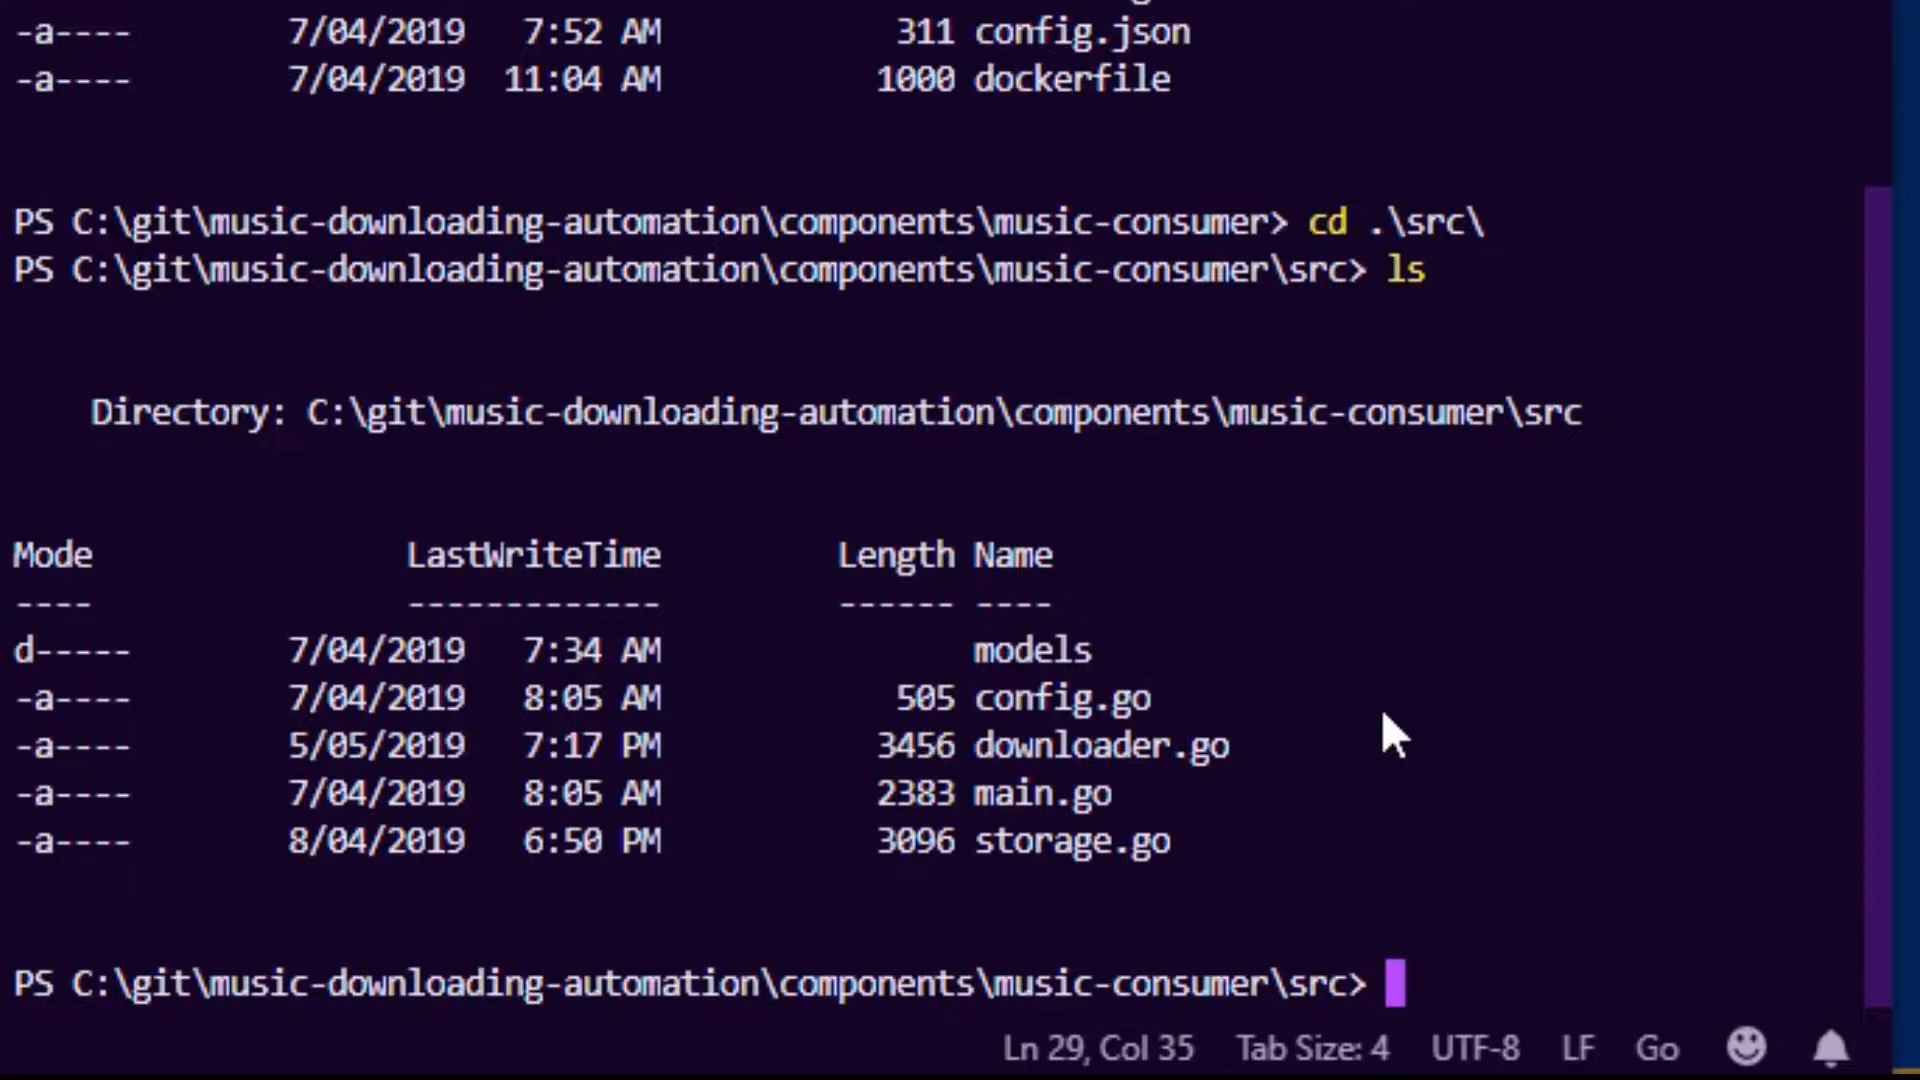 -a----        7/04/2019   7:52 AM            311 config.json
-a----        7/04/2019  11:04 AM           1000 dockerfile
PS C:\git\music-downloading-automation\components\music-consumer> cd .\src\
PS C:\git\music-downloading-automation\components\music-consumer\src> ls
    Directory: C:\git\music-downloading-automation\components\music-consumer\src
Mode                LastWriteTime         Length Name
----                -------------         ------ ----
d-----        7/04/2019   7:34 AM                models
-a----        7/04/2019   8:05 AM            505 config.go
-a----        5/05/2019   7:17 PM           3456 downloader.go
-a----        7/04/2019   8:05 AM           2383 main.go
-a----        8/04/2019   6:50 PM           3096 storage.go
PS C:\git\music-downloading-automation\components\music-consumer\src>
Ln 29, Col 35 Tab Size: 4 UTF-8 LF Go